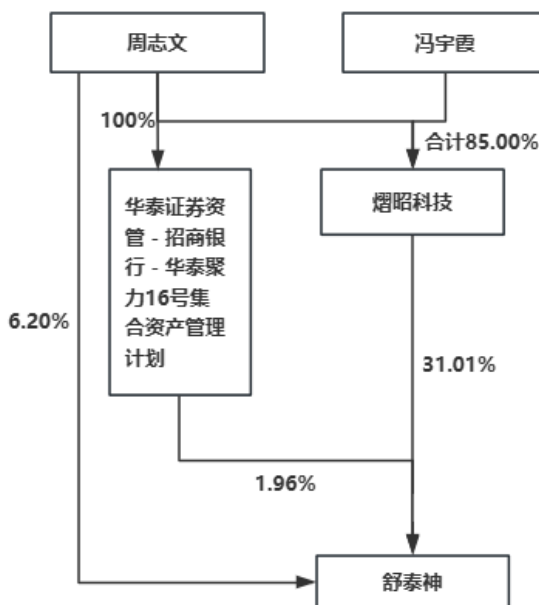 周志文
冯宇霞
100%
合计85.00%
华泰证券资
管 - 招商银
行 - 华泰聚
力16号集
合资产管理
计划
熠昭科技
6.20%
31.01%
1.96%
舒泰神